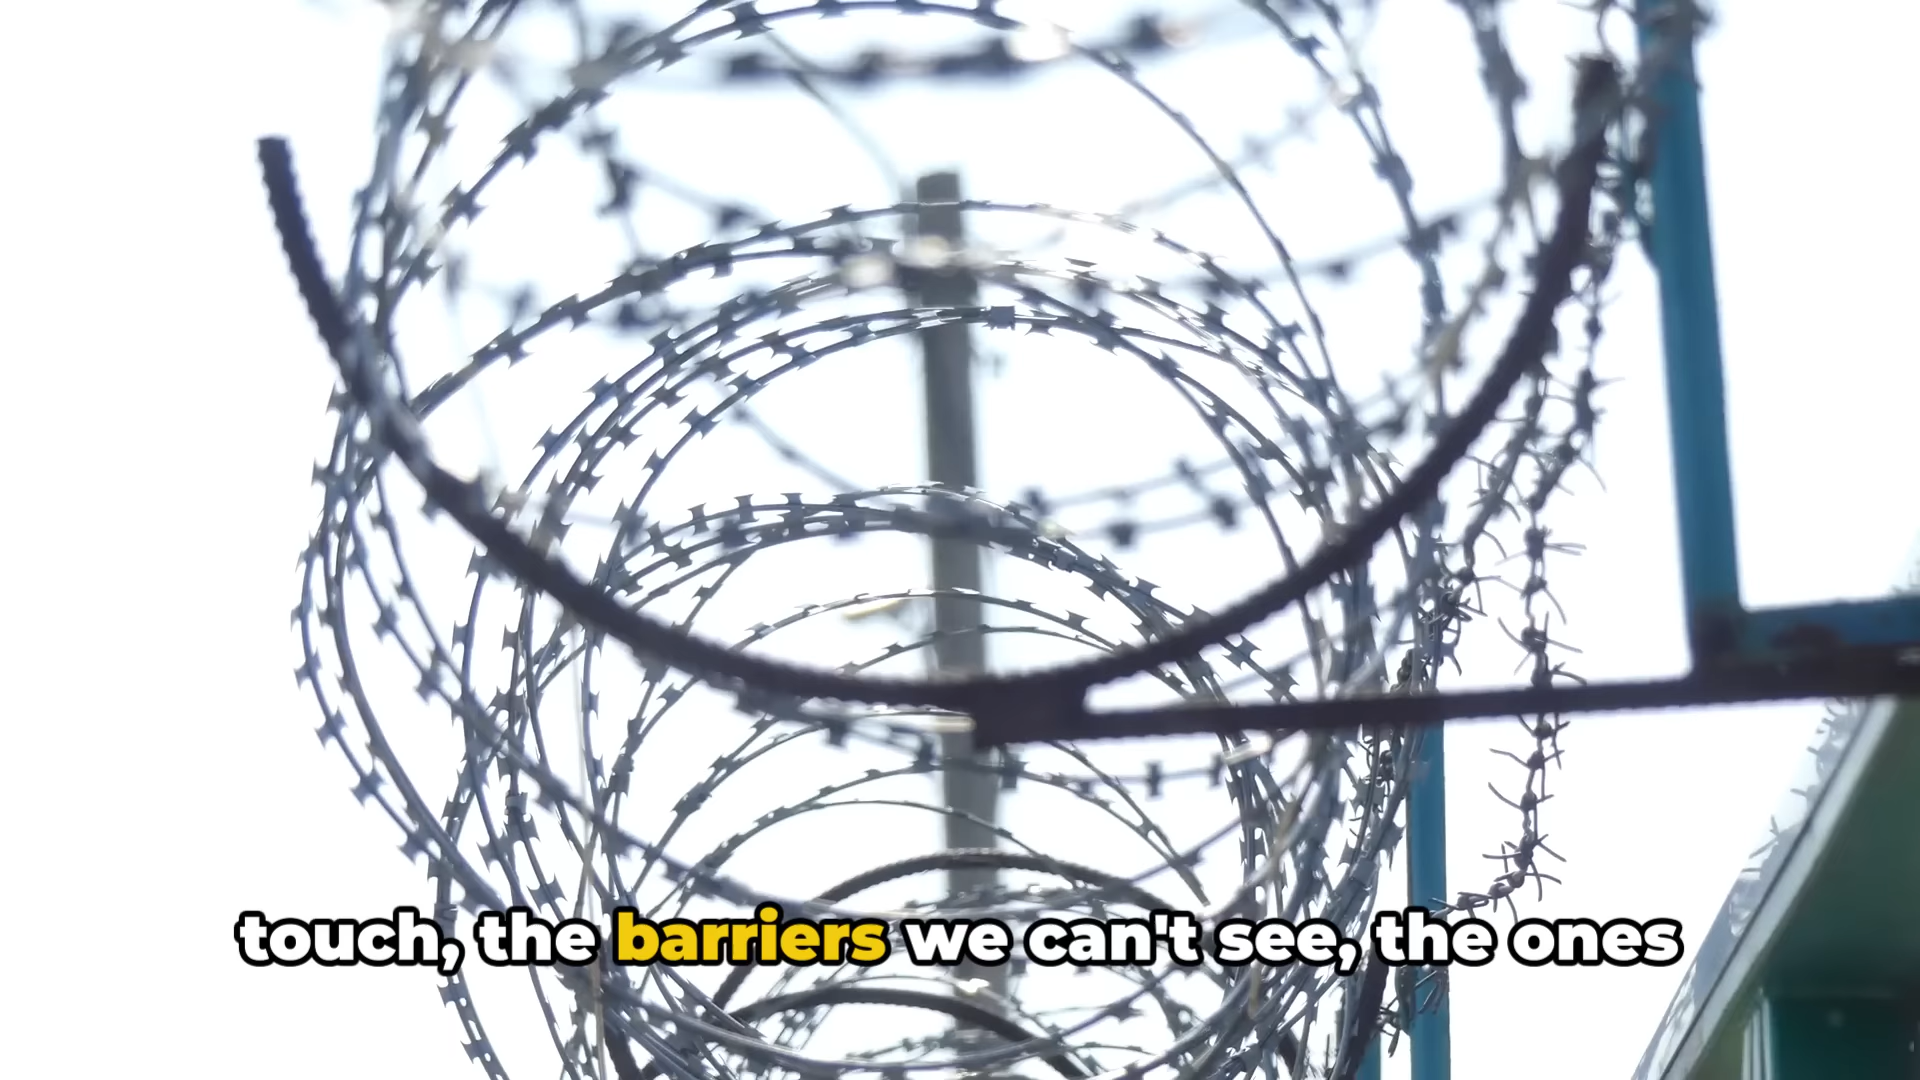 touch, the barriers we can't see, the ones